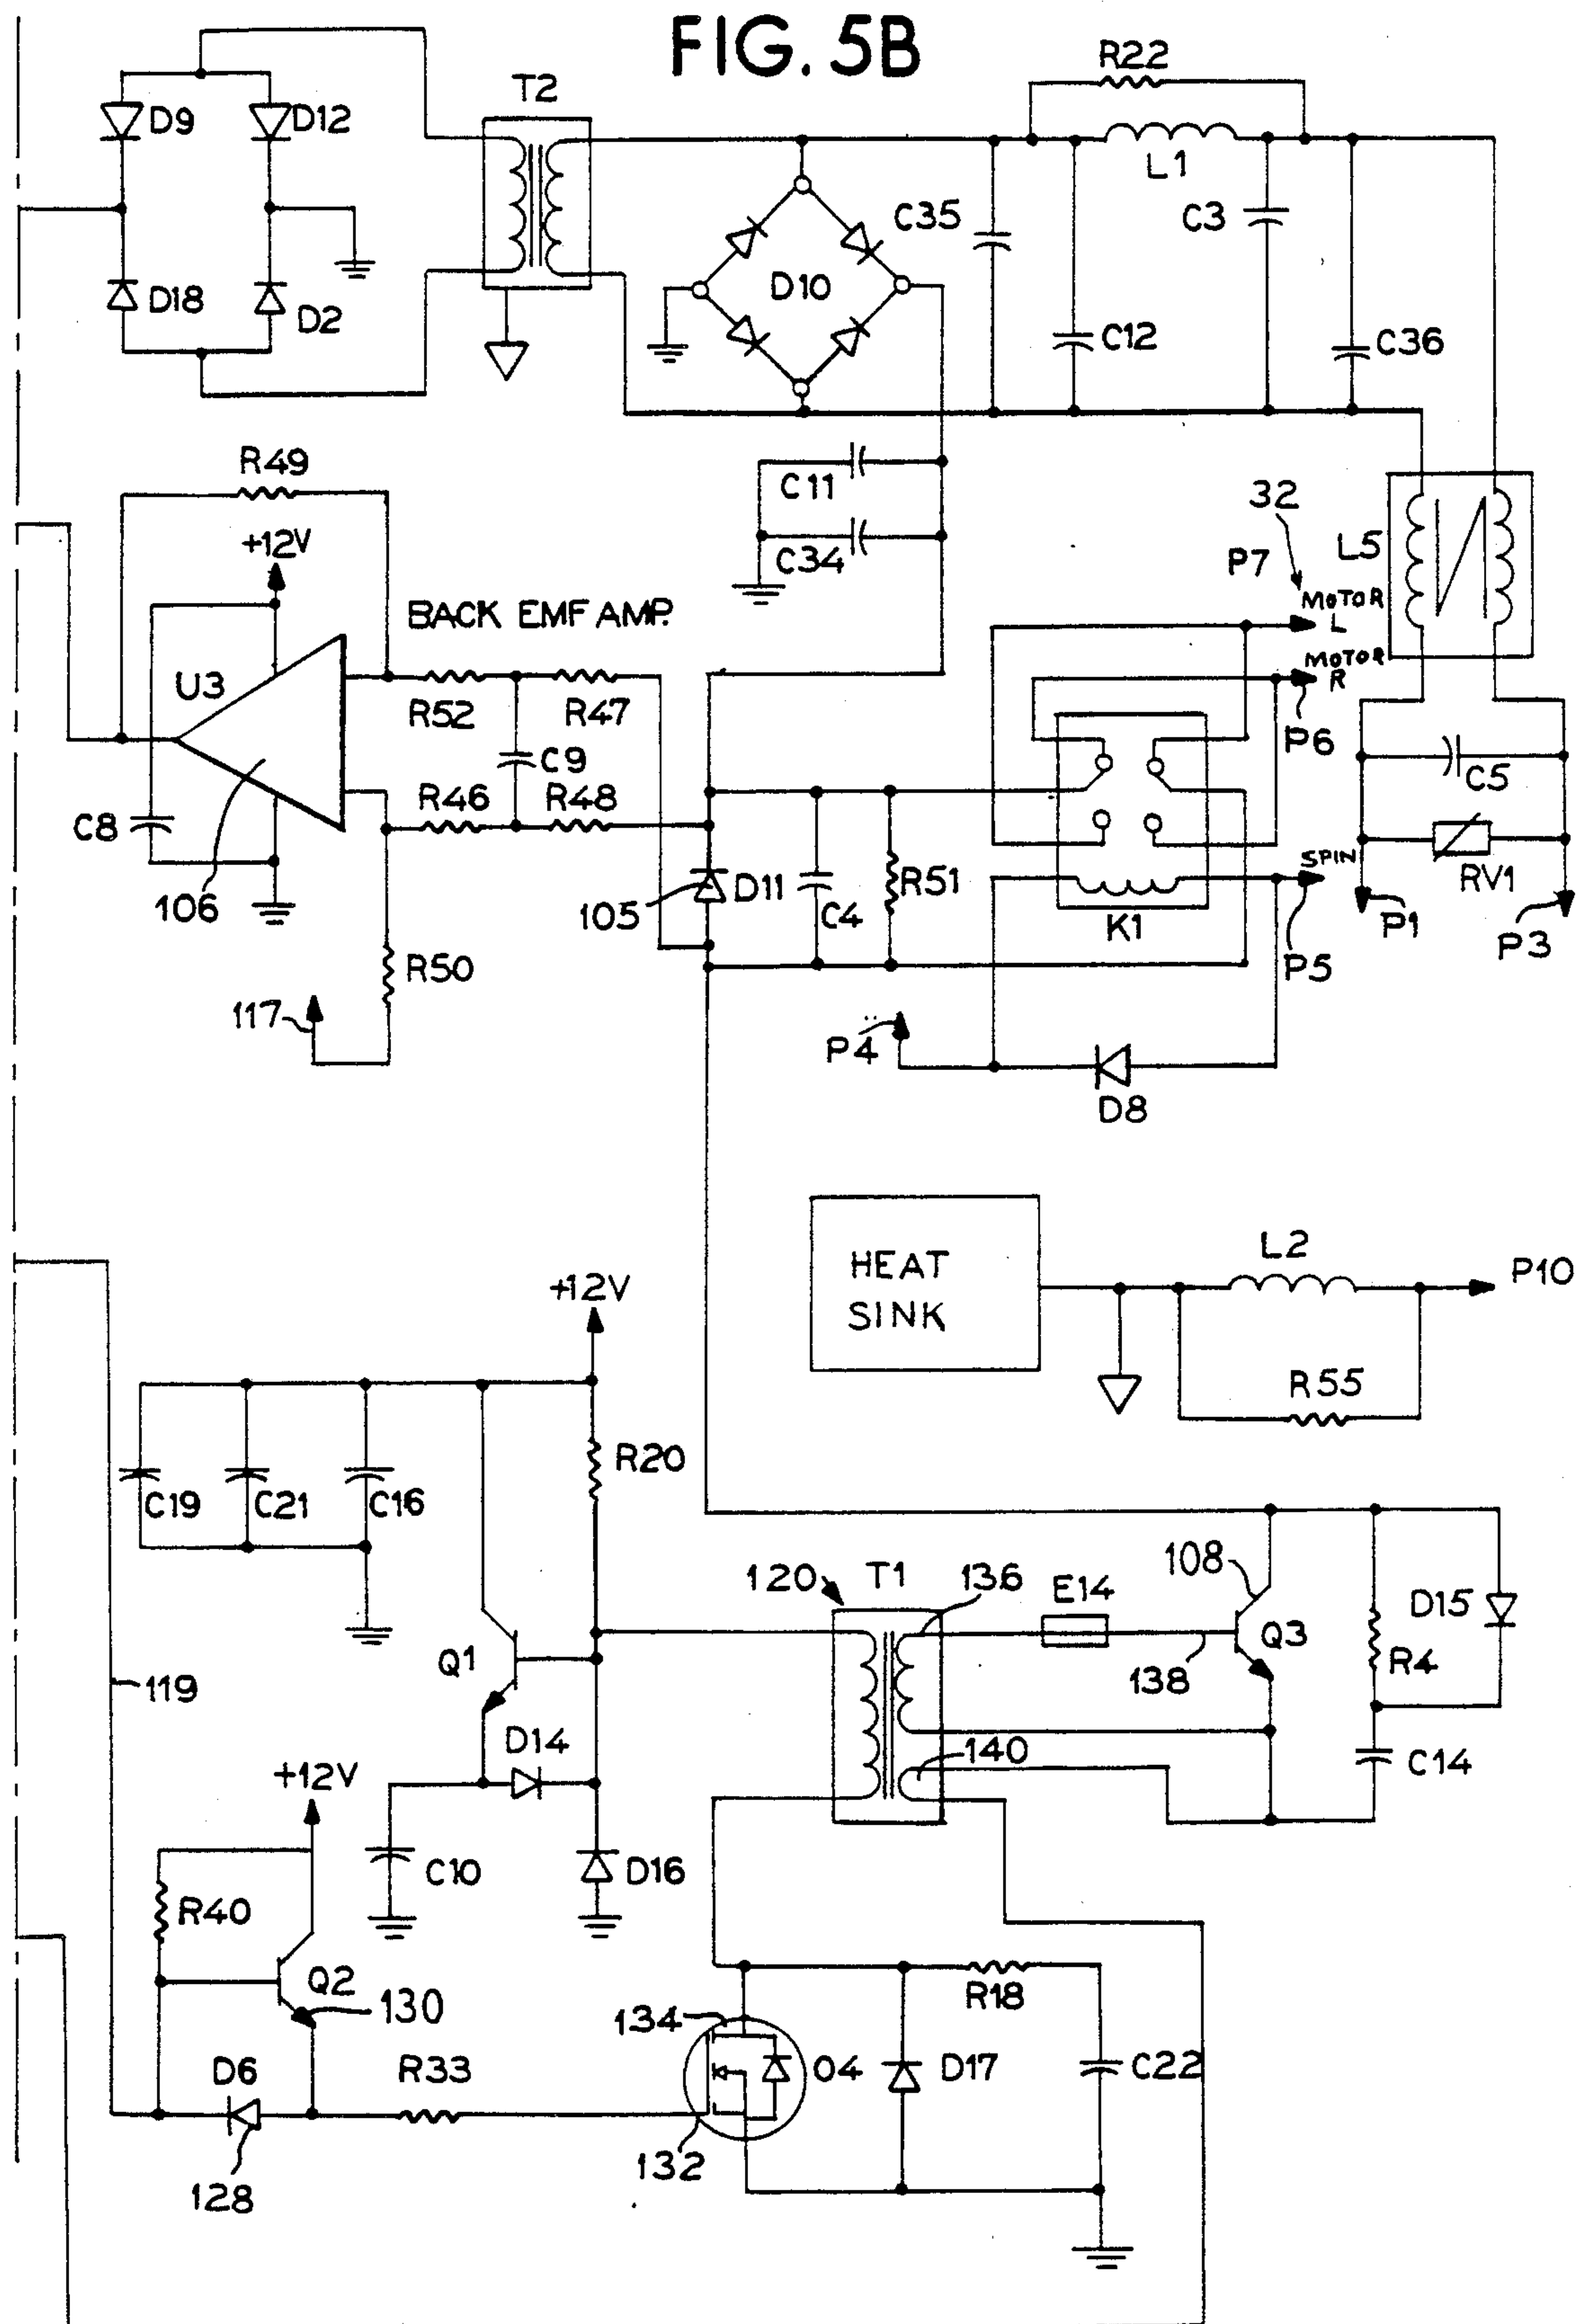 FIG. 5B
R22
T2
D9
D12
L1
C35
C3
D10
D18
D2
C12
C36
R49
C11
32
+12V
C34
P7
L5
MOTOR
L
BACK EMF AMP.
MOTOR
R
U3
R52
R47
P6
C9
C5
R46
R48
C8
SPIN
RV1
106
105
D11
C4
R51
K1
P1
P3
R50
P5
117
P4
D8
HEAT
SINK
L2
P10
+12V
R55
R20
C19
C21
C16
108
120
T1
136
E14
D15
Q1
Q3
138
R4
119
D14
140
C14
+12V
C10
D16
R40
Q2
130
R18
134
D6
R33
O4
D17
C22
132
128